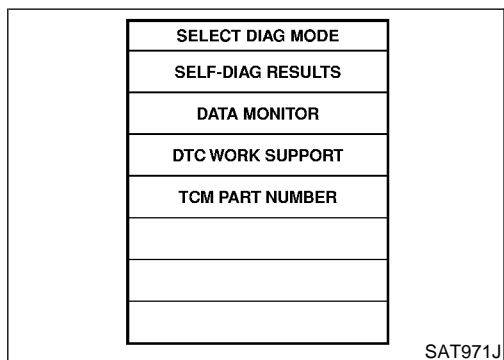 SELECT DIAG MODE
SELF-DIAG RESULTS
DATA MONITOR
DTC WORK SUPPORT
TCM PART NUMBER
SAT971J